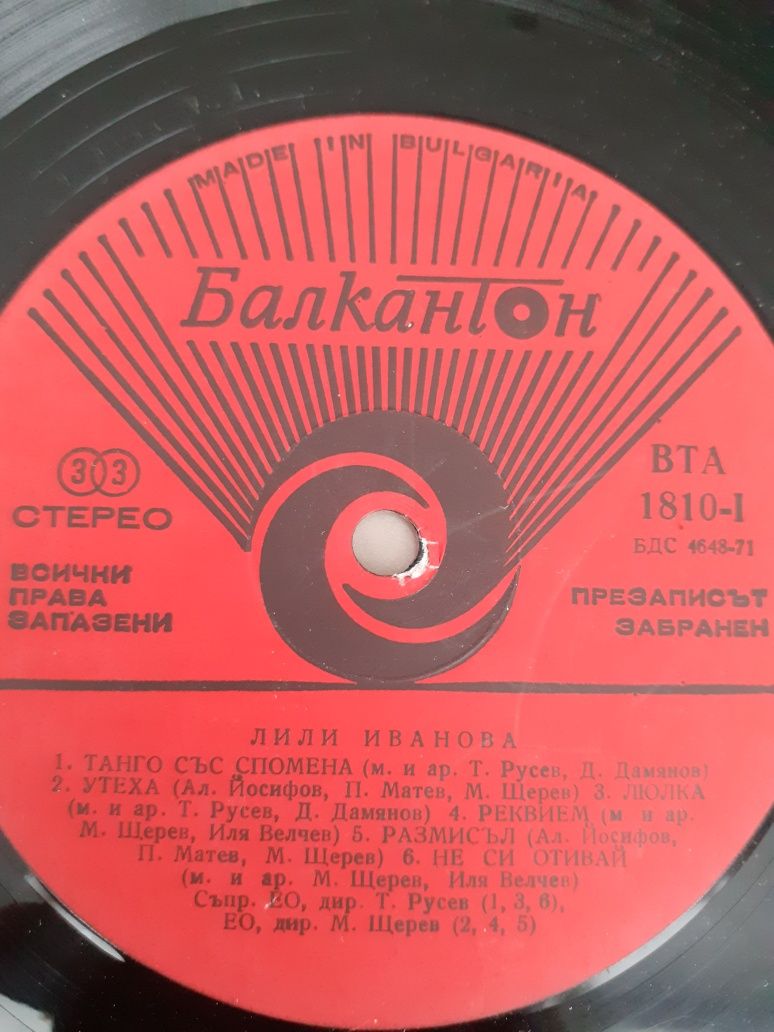 MADE IN BULGARIA
Балкантон
33
СТЕРЕО
ВТА
1810-I
БДС 4648-71
ВСИЧКИ
ПРАВА
ЗАПАЗЕНИ
ПРЕЗАПИСЪТ
ЗАБРАНЕН
ЛИЛИ ИВАНОВА
1. ТАНГО СЪС СПОМЕНА (м. и ар. Т. Русев, Д. Дамянов)
2. УТЕХА (Ал. Йосифов, П. Матев, М. Щерев) 3. ЛЮЛКА
(м. и ар. Т. Русев, Д. Дамянов) 4. РЕКВИЕМ (м и ар.
М. Щерев, Иля Велчев) 5. РАЗМИСЪЛ (Ал. Йосифов,
П. Матев, М. Щерев) 6. НЕ СИ ОТИВАЙ
(м. и ар. М. Щерев, Иля Велчев)
Съпр. ЕО, дир. Т. Русев (1, 3, 6),
ЕО, дир. М. Щерев (2, 4, 5)